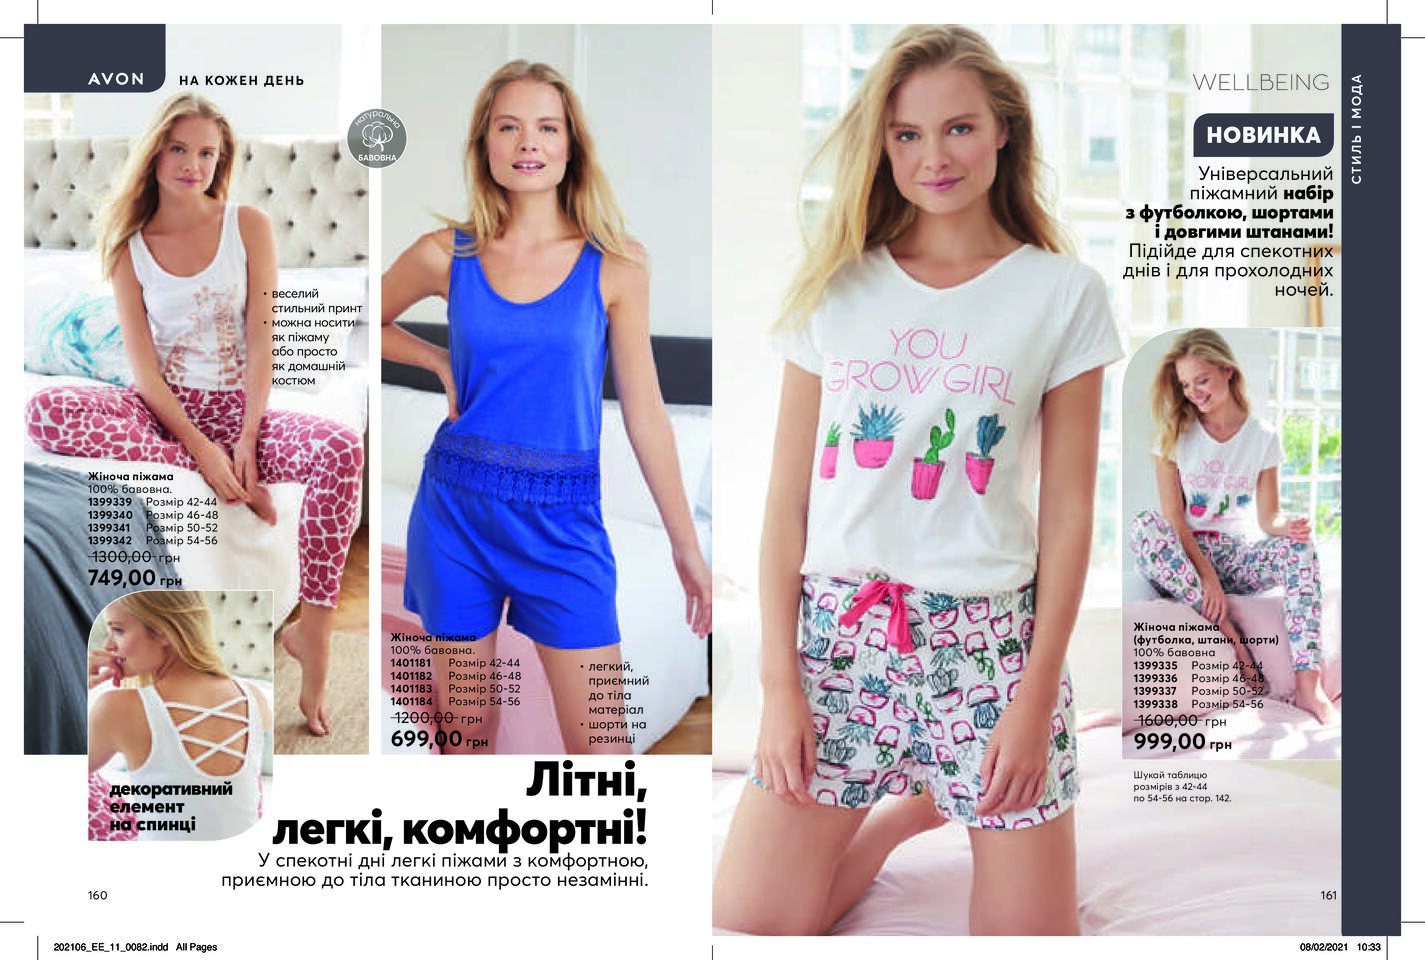 AVON
НА КОЖЕН ДЕНЬ
натуральна
БАВОВНА
• веселий
стильний принт
• можна носити
як піжаму
або просто
як домашній
костюм
Жіноча піжама
100% бавовна.
1399339 Розмір 42-44
1399340 Розмір 46-48
1399341 Розмір 50-52
1399342 Розмір 54-56
1300,00 грн
749,00 грн
декоративний
елемент
на спинці
Жіноча піжама
100% бавовна.
1401181 Розмір 42-44
1401182 Розмір 46-48
1401183 Розмір 50-52
1401184 Розмір 54-56
1200,00 грн
699,00 грн
• легкий,
приємний
до тіла
матеріал
• шорти на
резинці
Літні,
легкі, комфортні!
У спекотні дні легкі піжами з комфортною,
приємною до тіла тканиною просто незамінні.
160
WELLBEING
НОВИНКА
Універсальний
піжамний набір
з футболкою, шортами
і довгими штанами!
Підійде для спекотних
днів і для прохолодних
ночей.
СТИЛЬ І МОДА
YOU
GROW GIRL
YOU
GROW GIRL
Жіноча піжама
(футболка, штани, шорти)
100% бавовна
1399335 Розмір 42-44
1399336 Розмір 46-48
1399337 Розмір 50-52
1399338 Розмір 54-56
1600,00 грн
999,00 грн
Шукай таблицю
розмірів з 42-44
по 54-56 на стор. 142.
161
202106_EE_11_0082.indd All Pages
08/02/2021 10:33